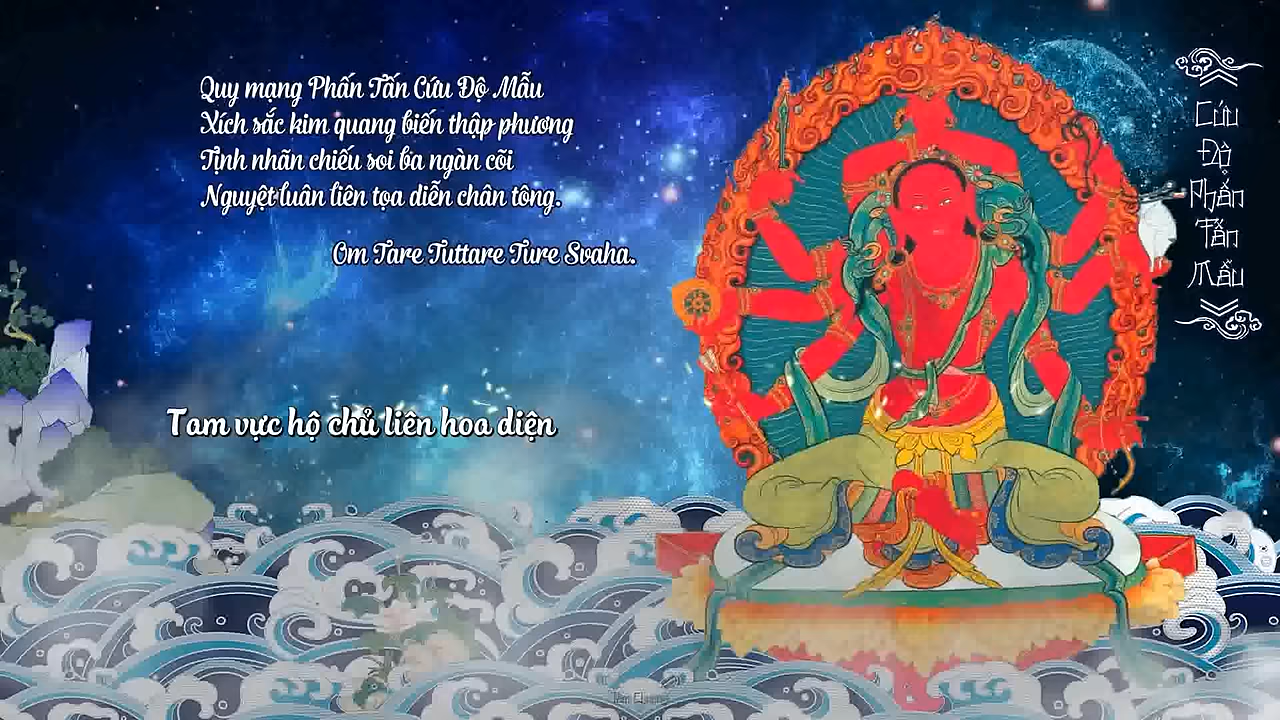 Quy mạng Phấn Tấn Cứu Độ Mẫu
Xích sắc kim quang biến thập phương
Tịnh nhãn chiếu soi ba ngàn cõi
Nguyệt luân liên tọa diễn chân tông.
Om Tare Tuttare Ture Svaha.
Tam vực hộ chủ liên hoa diện
Cứu
Độ
Phấn
Tấn
Mẫu